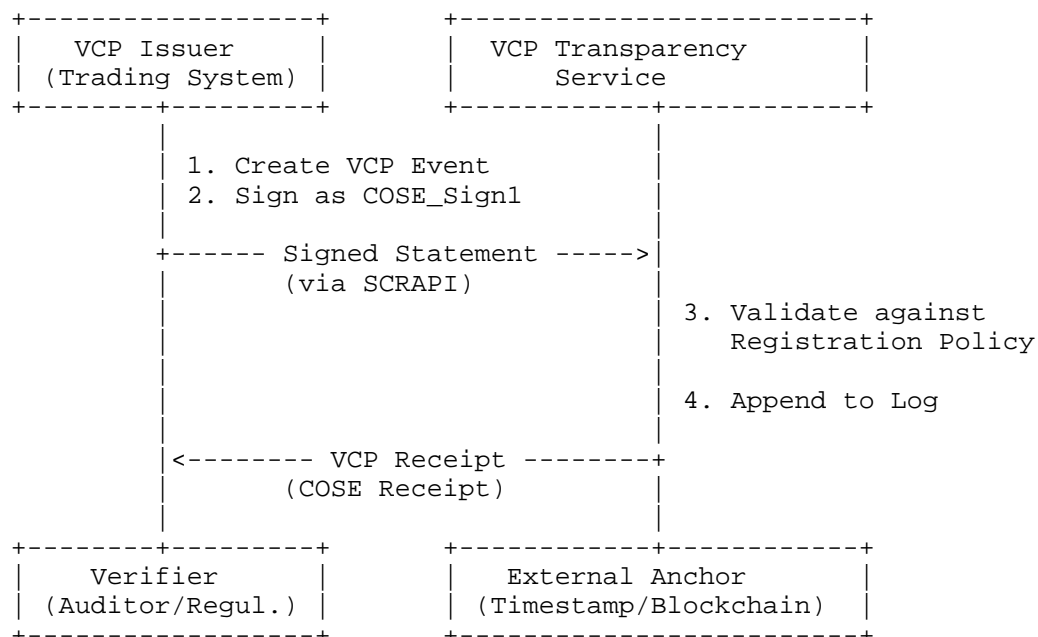 VCP Issuer
VCP Transparency
(Trading System)
Service
1. Create VCP Event
2. Sign as COSE_Sign1
Signed Statement
(via SCRAPI)
3. Validate against
Registration Policy
4. Append to Log
VCP Receipt
(COSE Receipt)
Verifier
External Anchor
(Auditor/Regul.)
(Timestamp/Blockchain)